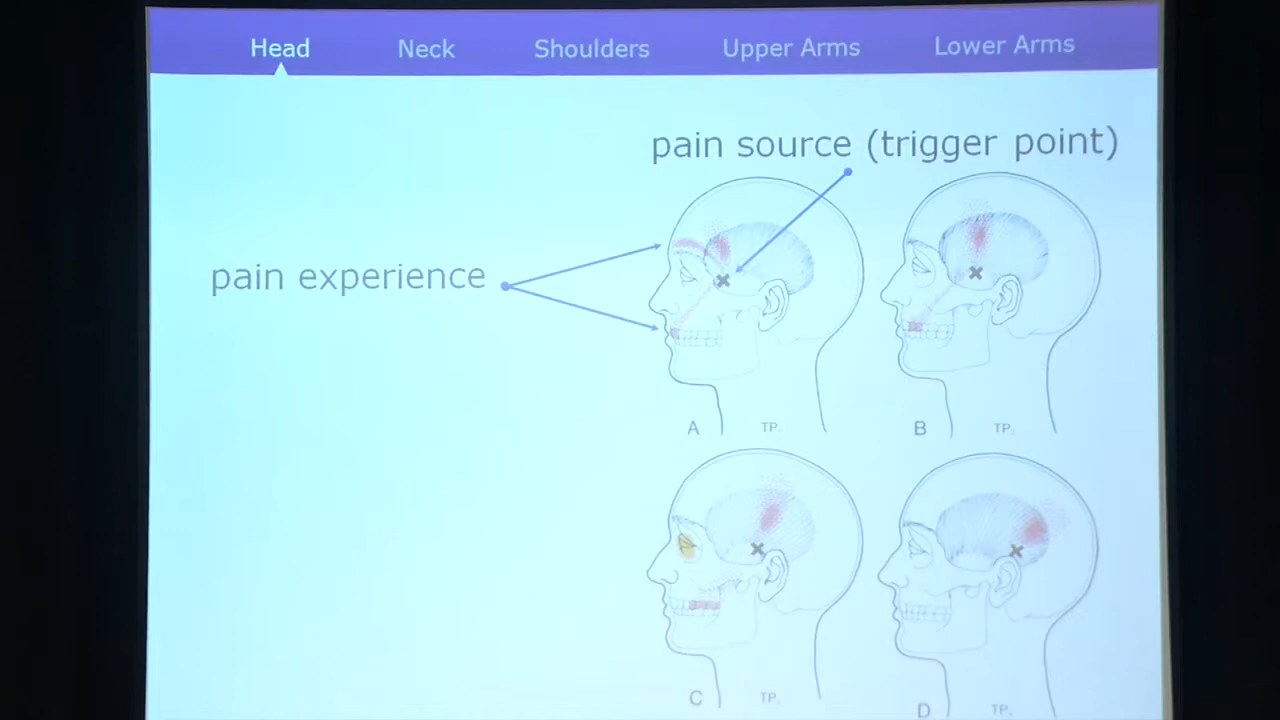 Head Neck Shoulders Upper Arms Lower Arms
pain source (trigger point)
pain experience
A TP
B TP
C TP
D TP